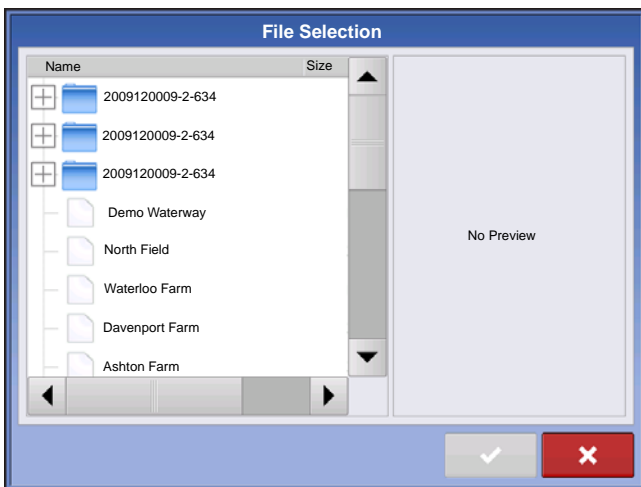 File Selection
Name Size
2009120009-2-634
2009120009-2-634
2009120009-2-634
Demo Waterway
North Field
Waterloo Farm
Davenport Farm
Ashton Farm
No Preview